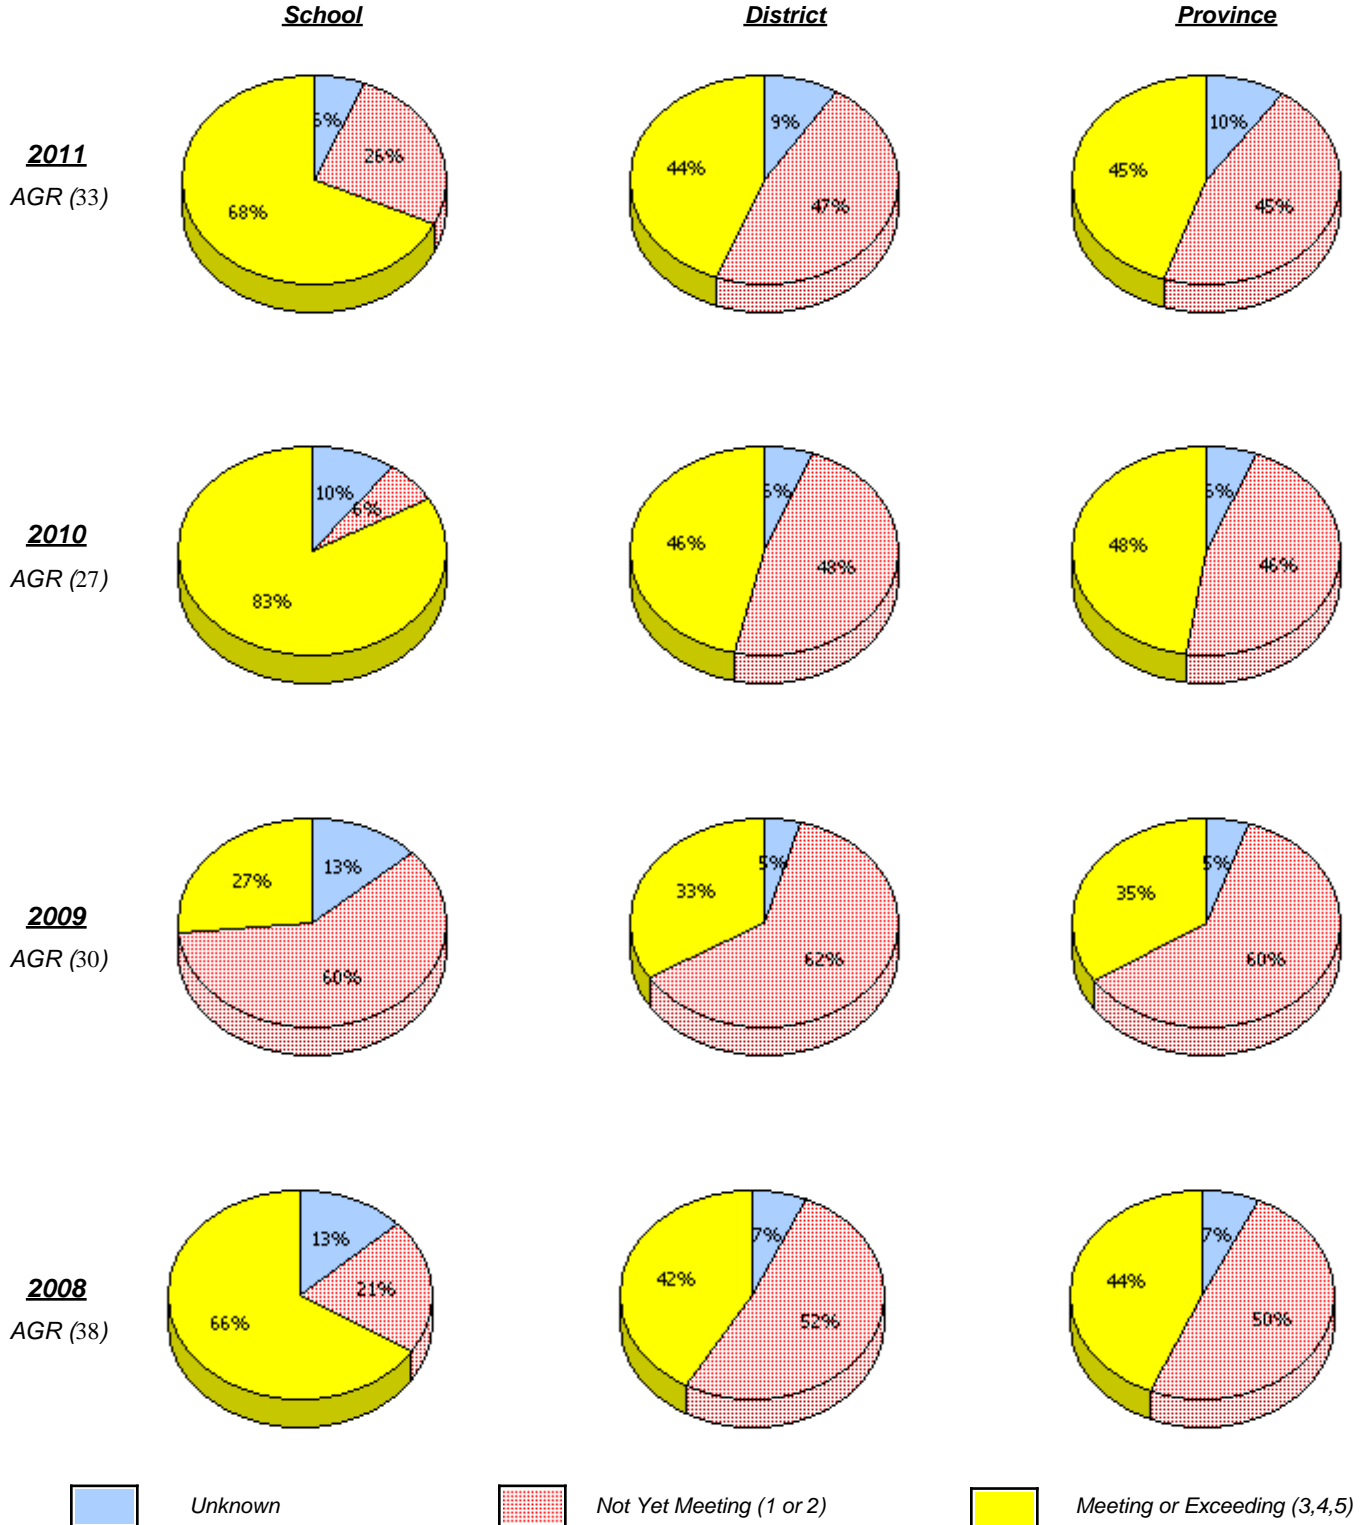 School District Province
2011
AGR (33)
6% 26% 68%
9% 47% 44%
10% 45% 45%
2010
AGR (27)
10% 6% 83%
6% 48% 46%
6% 46% 48%
2009
AGR (30)
13% 60% 27%
5% 62% 33%
5% 60% 35%
2008
AGR (38)
13% 21% 66%
7% 52% 42%
7% 50% 44%
Unknown Not Yet Meeting (1 or 2) Meeting or Exceeding (3,4,5)